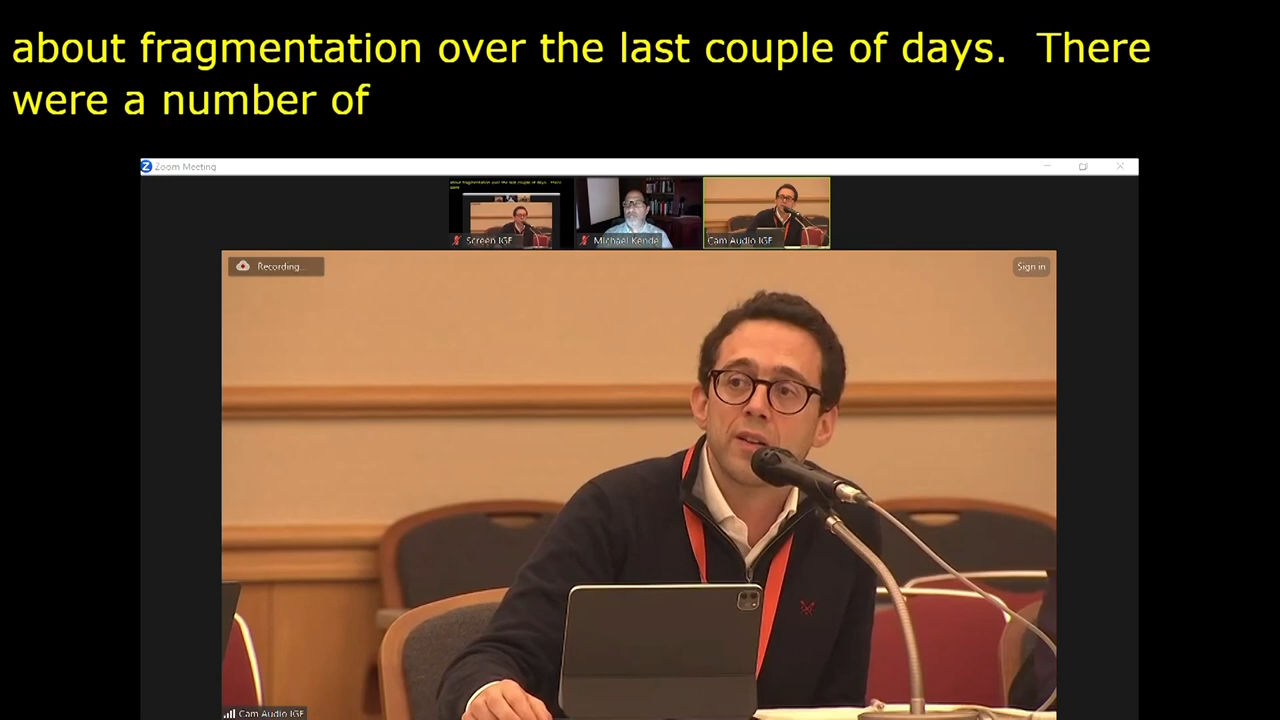 about fragmentation over the last couple of days.  There
were a number of
Zoom Meeting
Screen IGF
Michael Kende
Cam Audio IGF
Recording...
Sign in
Cam Audio IGF